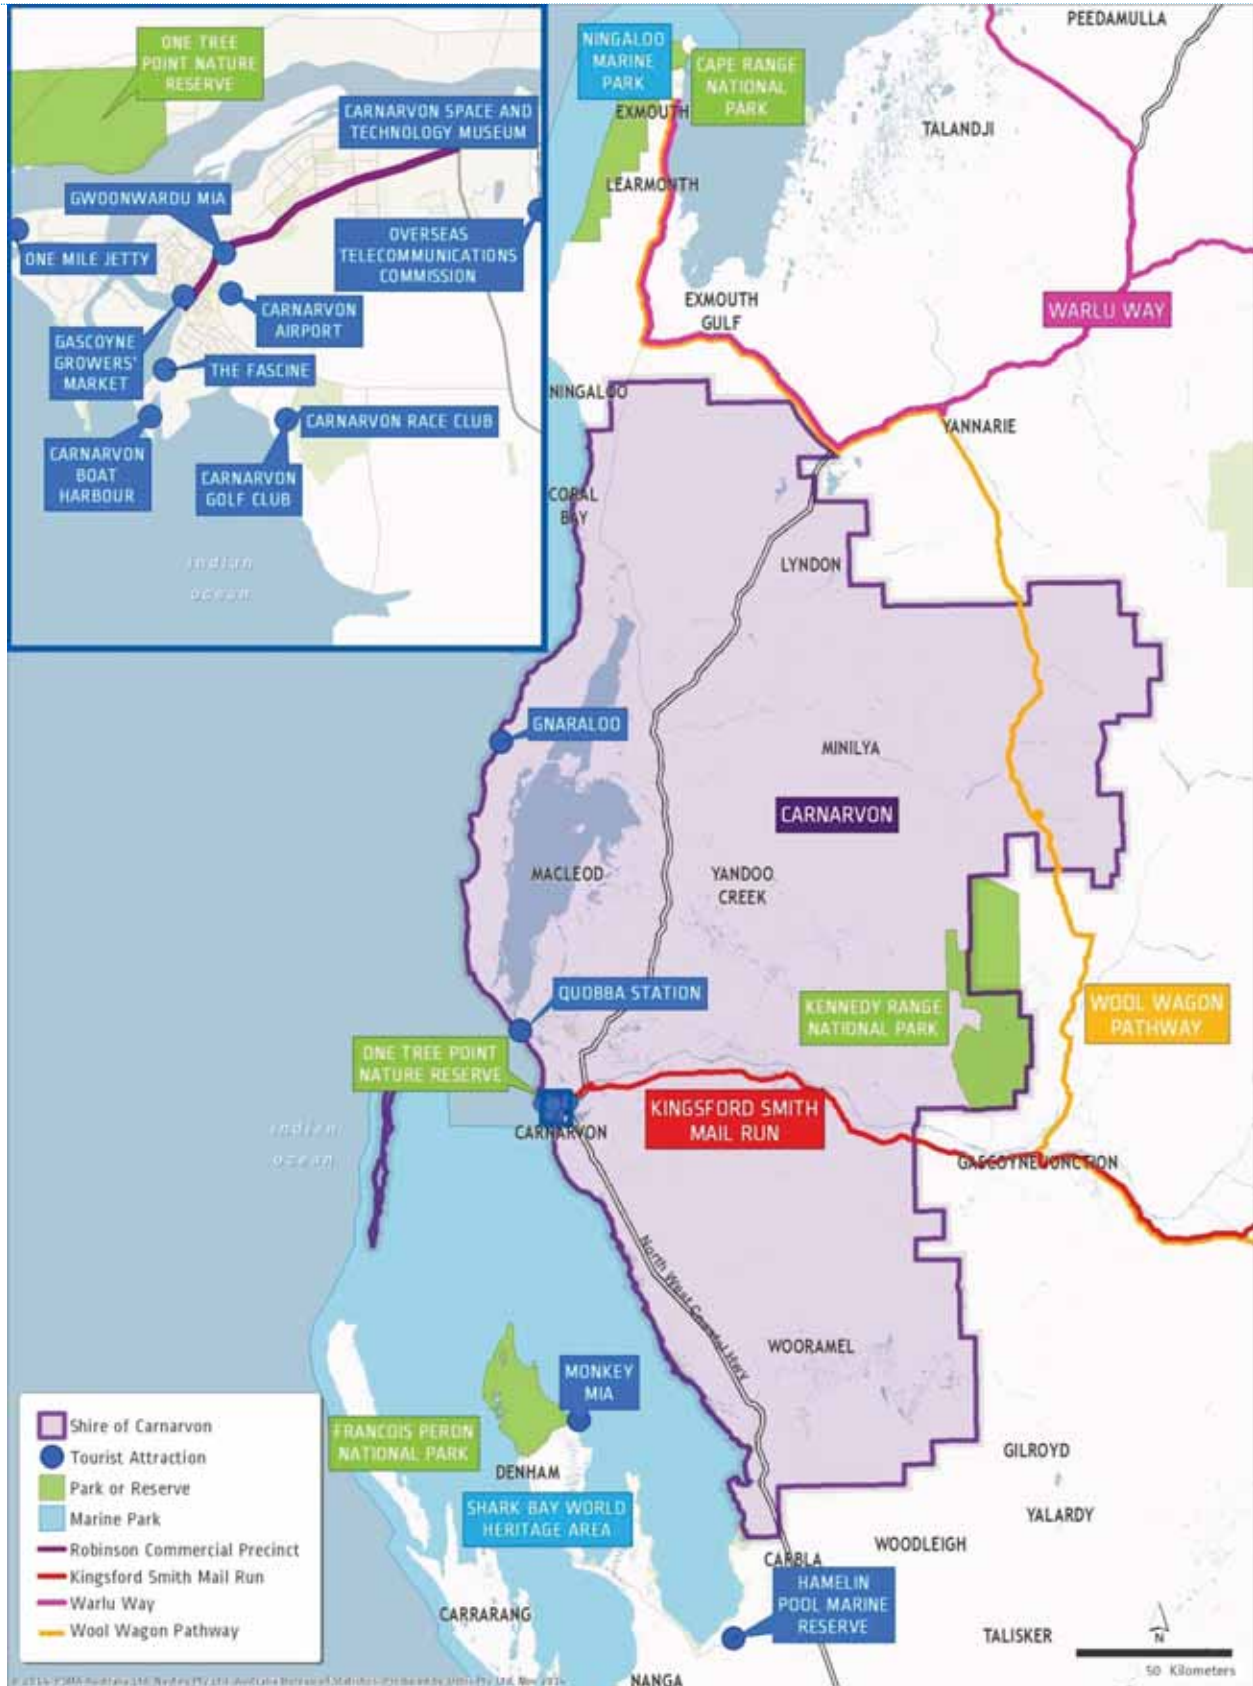 ONE TREE
POINT NATURE
RESERVE
CARNARVON SPACE AND
TECHNOLOGY MUSEUM
GWOONWARDU MIA
ONE MILE JETTY
OVERSEAS
TELECOMMUNICATIONS
COMMISSION
CARNARVON
AIRPORT
GASCOYNE
GROWERS'
MARKET
THE FASCINE
CARNARVON RACE CLUB
CARNARVON
BOAT
HARBOUR
CARNARVON
GOLF CLUB
indian
ocean
NINGALOO
MARINE
PARK
CAPE RANGE
NATIONAL
PARK
PEEDAMULLA
EXMOUTH
TALANDJI
LEARMONTH
EXMOUTH
GULF
WARLU WAY
NINGALOO
YANNARIE
CORAL
BAY
LYNDON
GNARALOO
MINILYA
CARNARVON
MACLEOD
YANDOO
CREEK
QUOBBA STATION
KENNEDY RANGE
NATIONAL PARK
WOOL WAGON
PATHWAY
ONE TREE POINT
NATURE RESERVE
KINGSFORD SMITH
MAIL RUN
CARNARVON
indian
ocean
GASCOYNE JUNCTION
North West Coastal Hwy
WOORAMEL
MONKEY
MIA
FRANCOIS PERON
NATIONAL PARK
DENHAM
SHARK BAY WORLD
HERITAGE AREA
GILROYD
YALARDY
WOODLEIGH
CARBLA
HAMELIN
POOL MARINE
RESERVE
CARRARANG
TALISKER
NANGA
Shire of Carnarvon
Tourist Attraction
Park or Reserve
Marine Park
Robinson Commercial Precinct
Kingsford Smith Mail Run
Warlu Way
Wool Wagon Pathway
N
50 Kilometers